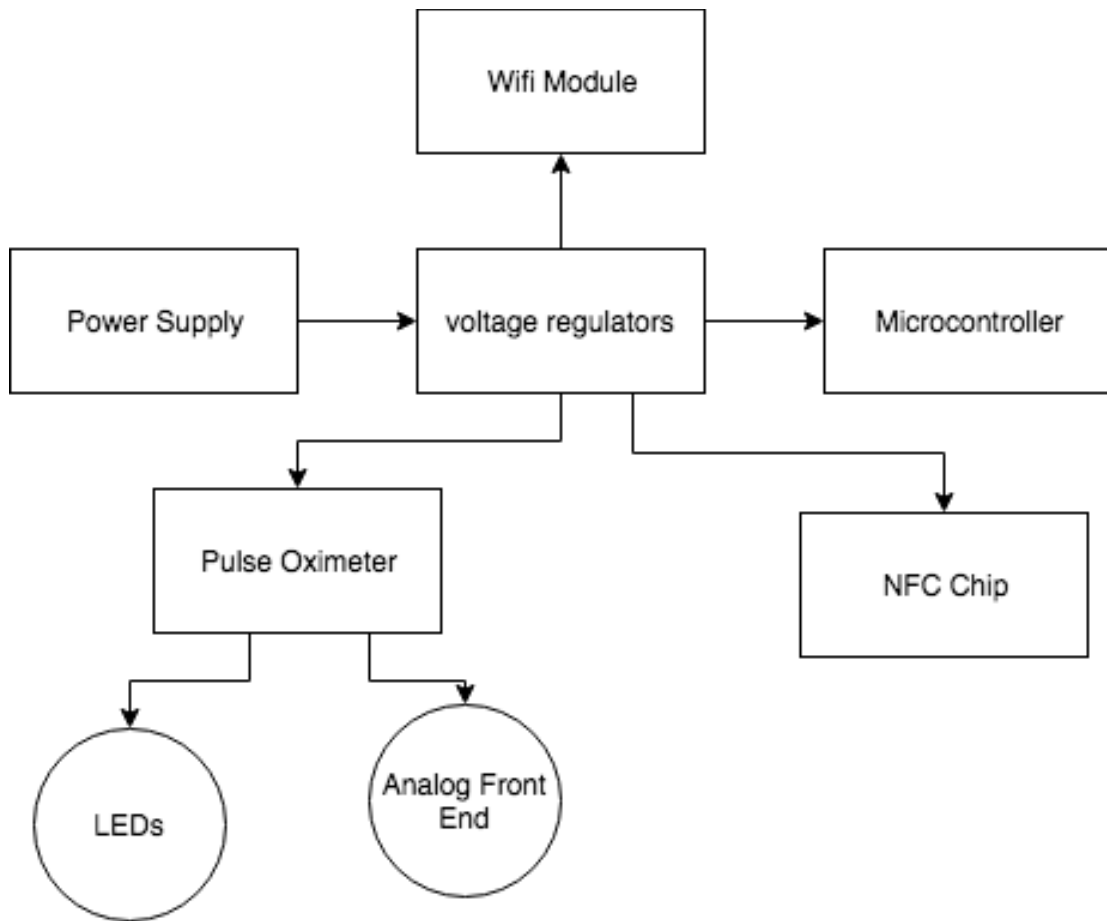 Wifi Module
Power Supply
voltage regulators
Microcontroller
Pulse Oximeter
NFC Chip
LEDs
Analog Front
End